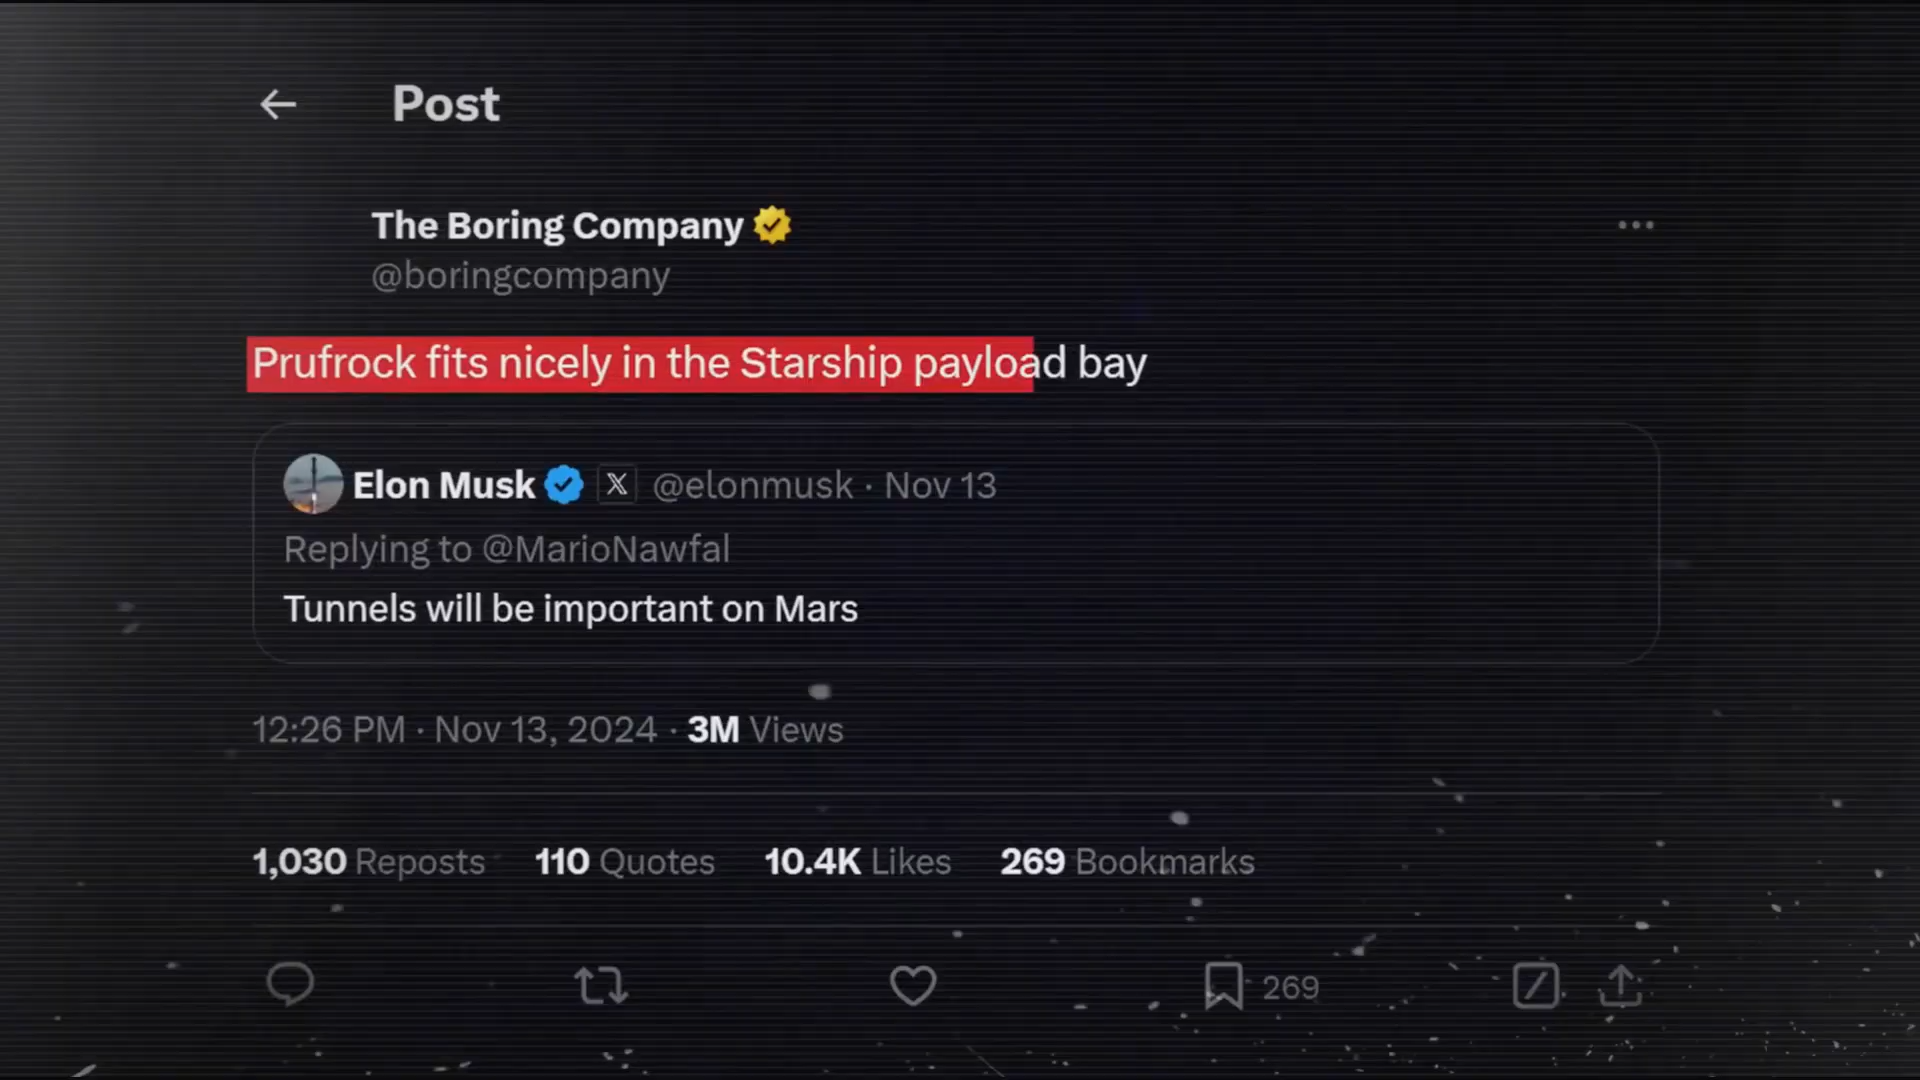 Post
The Boring Company
@boringcompany
Prufrock fits nicely in the Starship payload bay
Elon Musk X @elonmusk · Nov 13
Replying to @MarioNawfal
Tunnels will be important on Mars
12:26 PM · Nov 13, 2024 · 3M Views
1,030 Reposts 110 Quotes 10.4K Likes 269 Bookmarks
269